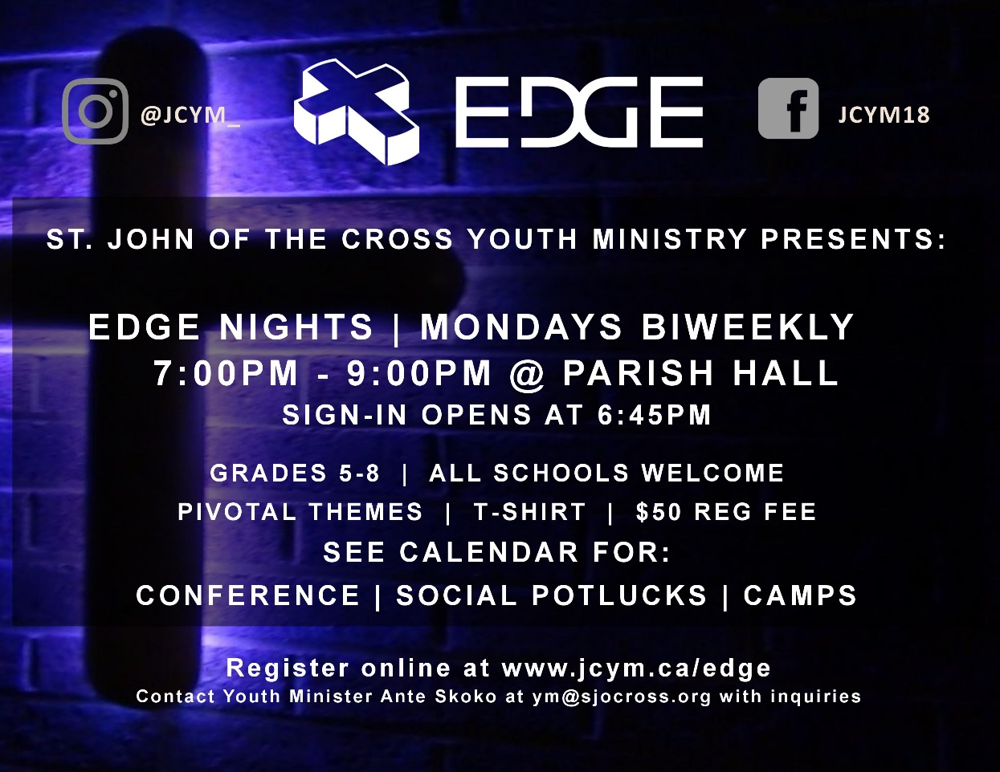 @JCYM_ EDGE JCYM18
ST. JOHN OF THE CROSS YOUTH MINISTRY PRESENTS:
EDGE NIGHTS | MONDAYS BIWEEKLY
7:00PM - 9:00PM @ PARISH HALL
SIGN-IN OPENS AT 6:45PM
GRADES 5-8 | ALL SCHOOLS WELCOME
PIVOTAL THEMES | T-SHIRT | $50 REG FEE
SEE CALENDAR FOR:
CONFERENCE | SOCIAL POTLUCKS | CAMPS
Register online at www.jcym.ca/edge
Contact Youth Minister Ante Skoko at ym@sjocross.org with inquiries